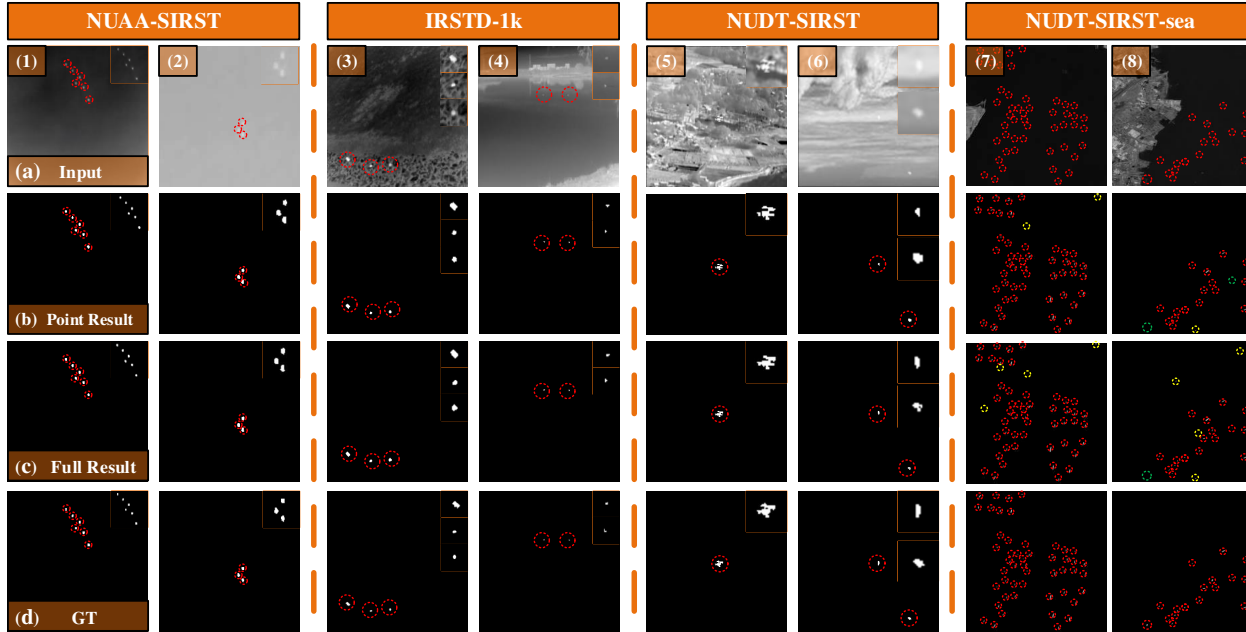 NUAA-SIRST IRSTD-1k NUDT-SIRST NUDT-SIRST-sea
(1) (2) (3) (4) (5) (6) (7) (8)
(a) Input
(b) Point Result
(c) Full Result
(d) GT